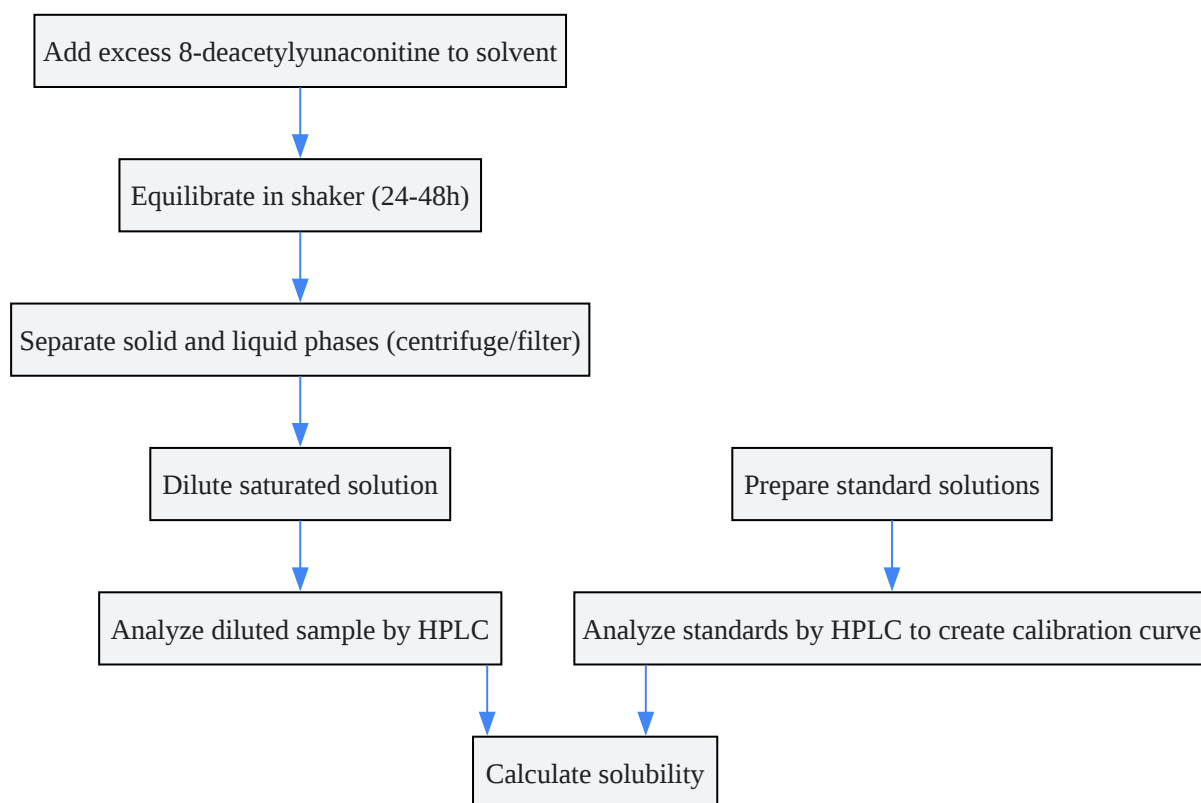 Add excess 8-deacetylyunaconitine to solvent
Equilibrate in shaker (24-48h)
Separate solid and liquid phases (centrifuge/filter)
Dilute saturated solution
Prepare standard solutions
Analyze diluted sample by HPLC
Analyze standards by HPLC to create calibration curve
Calculate solubility